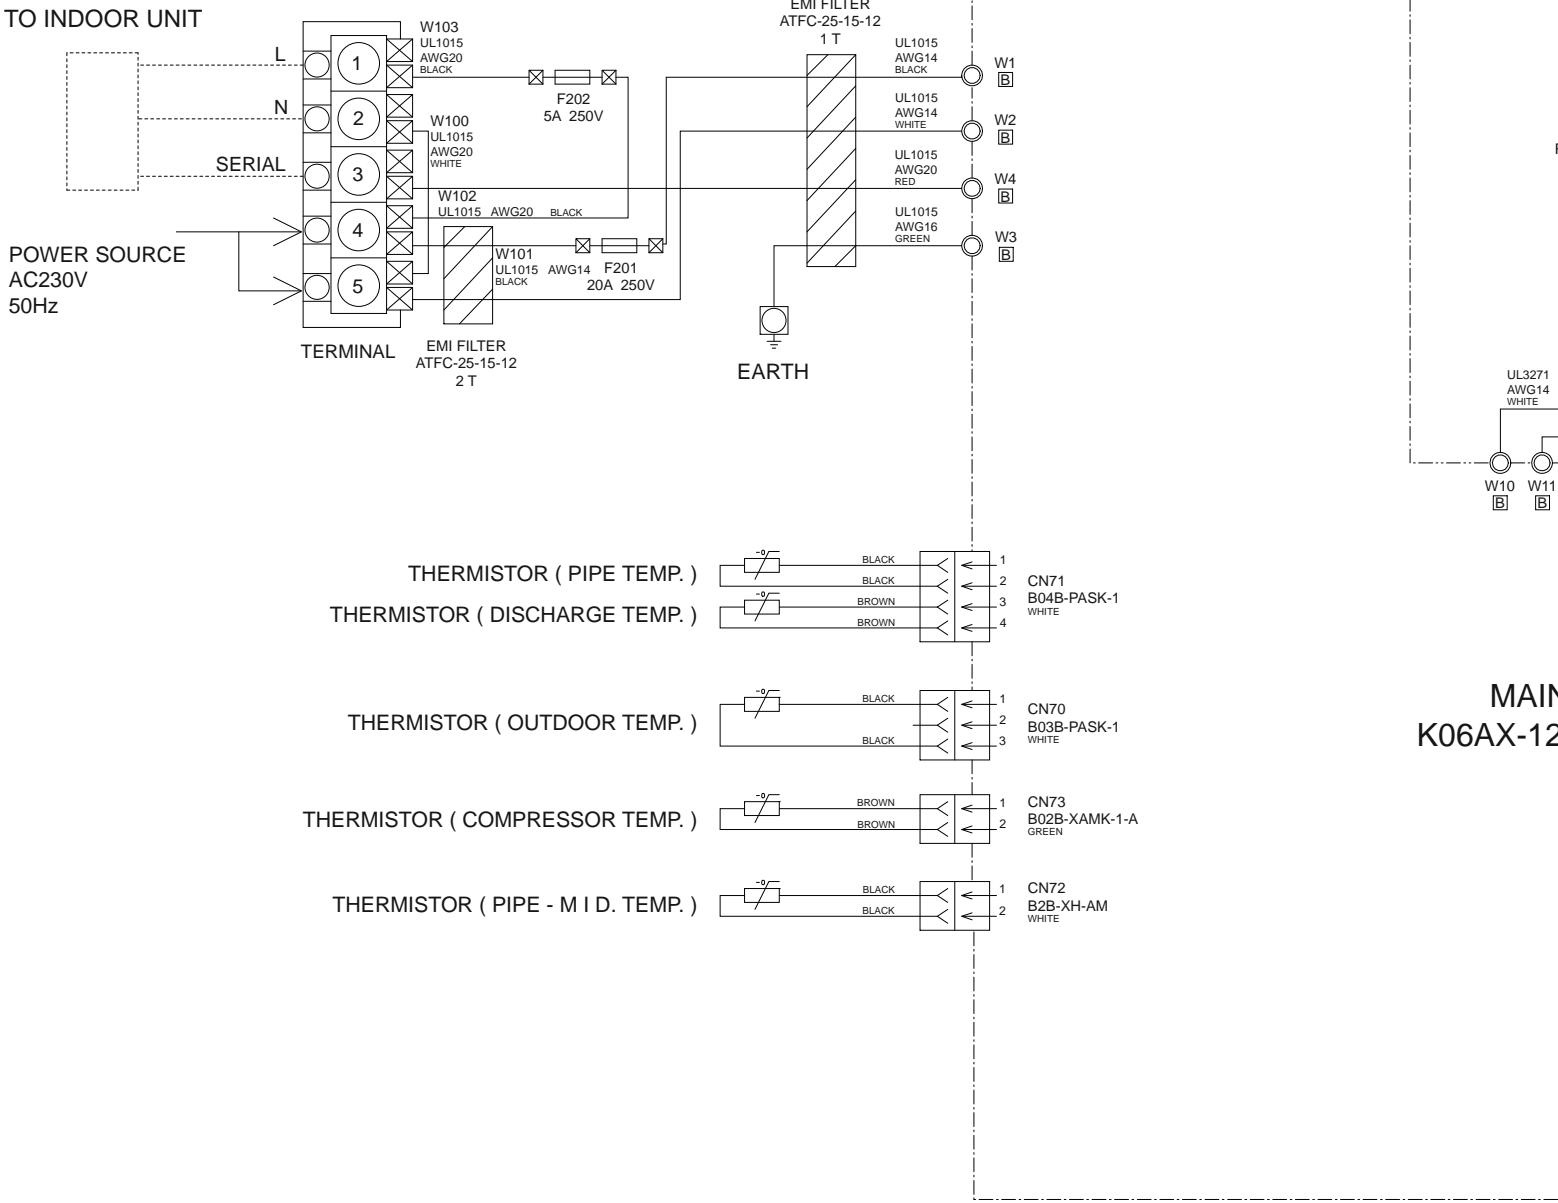 TO INDOOR UNIT
L
N
SERIAL
POWER SOURCE
AC230V
50Hz
1
2
3
4
5
TERMINAL
W103
UL1015
AWG20
BLACK
F202
5A 250V
W100
UL1015
AWG20
WHITE
W102
UL1015 AWG20 BLACK
W101
UL1015 AWG14
BLACK
F201
20A 250V
EMI FILTER
ATFC-25-15-12
2 T
EMI FILTER
ATFC-25-15-12
1 T
UL1015
AWG14
BLACK
W1
B
UL1015
AWG14
WHITE
W2
B
UL1015
AWG20
RED
W4
B
UL1015
AWG16
GREEN
W3
B
EARTH
UL3271
AWG14
WHITE
W10 W11
B B
THERMISTOR ( PIPE TEMP. )
BLACK 1
BLACK 2
THERMISTOR ( DISCHARGE TEMP. )
BROWN 3
BROWN 4
CN71
B04B-PASK-1
WHITE
THERMISTOR ( OUTDOOR TEMP. )
BLACK 1
2
BLACK 3
CN70
B03B-PASK-1
WHITE
MAIN
K06AX-12
THERMISTOR ( COMPRESSOR TEMP. )
BROWN 1
BROWN 2
CN73
B02B-XAMK-1-A
GREEN
THERMISTOR ( PIPE - M I D. TEMP. )
BLACK 1
BLACK 2
CN72
B2B-XH-AM
WHITE